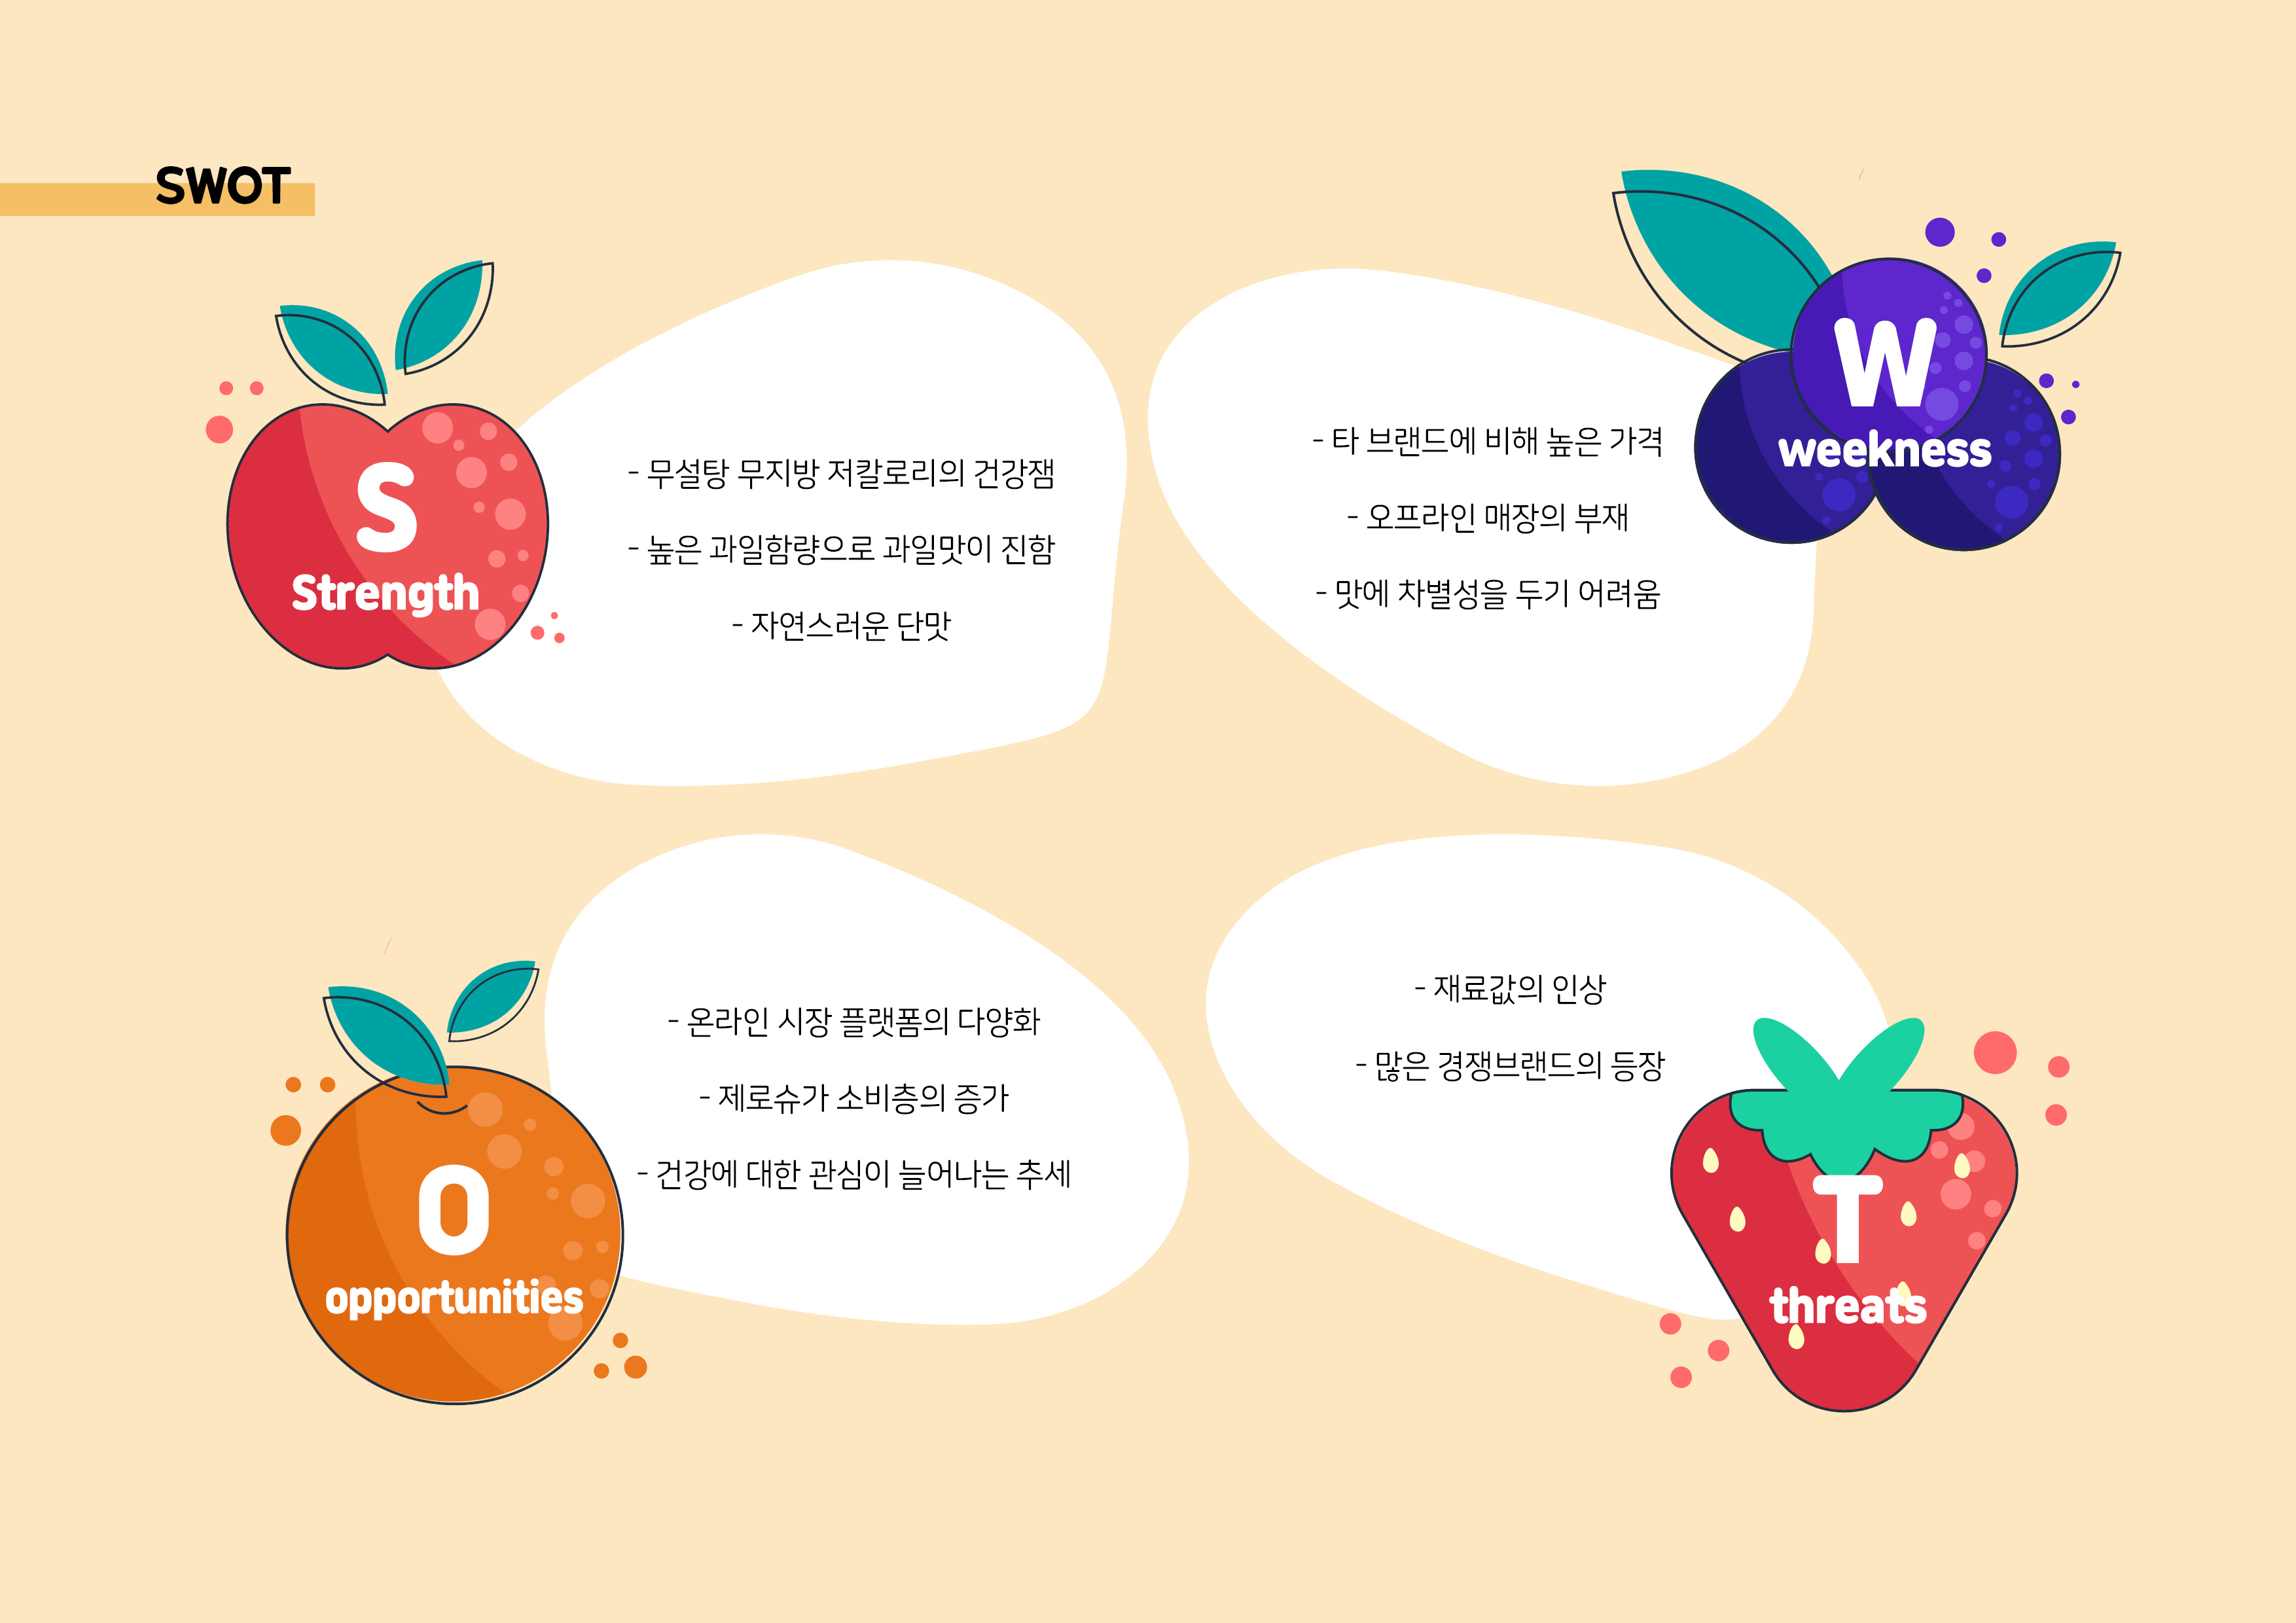 SWOT
S
Strength
- 무설탕 무지방 저칼로리의 건강잼
- 높은 과일함량으로 과일맛이 진함
- 자연스러운 단맛
W
weekness
- 타 브랜드에 비해 높은 가격
- 오프라인 매장의 부재
- 맛에 차별성을 두기 어려움
O
opportunities
- 온라인 시장 플랫폼의 다양화
- 제로슈가 소비층의 증가
- 건강에 대한 관심이 늘어나는 추세
T
threats
- 재료값의 인상
- 많은 경쟁브랜드의 등장